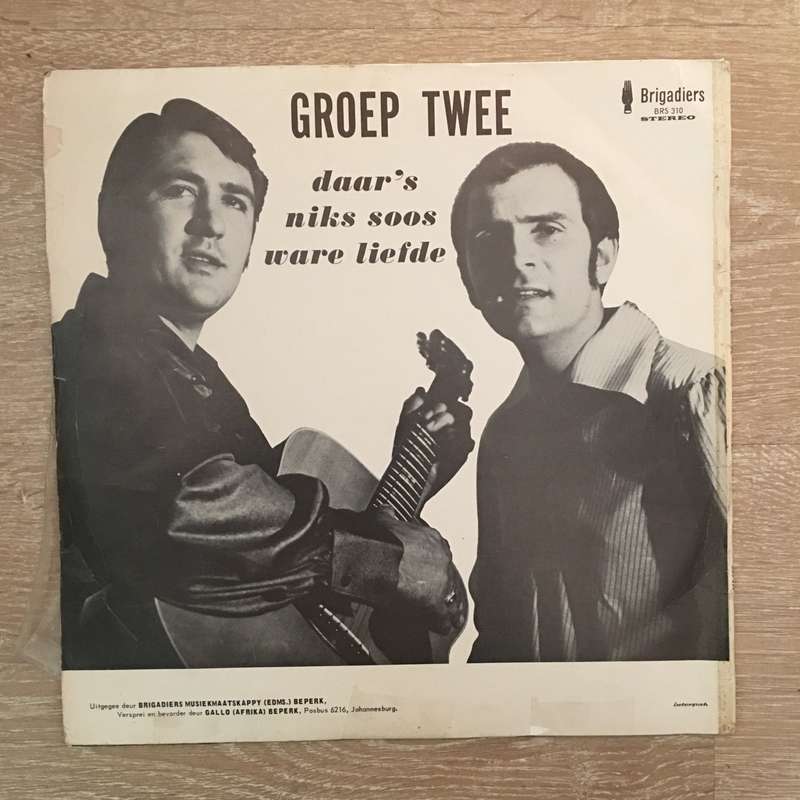 GROEP TWEE
Brigadiers
BRS 310
STEREO
daar's
niks soos
ware liefde
Uitgegee deur BRIGADIERS MUSIEKMAATSKAPPY (EDMS.) BEPERK,
Versprei en bevorder deur GALLO (AFRIKA) BEPERK, Posbus 6216, Johannesburg.